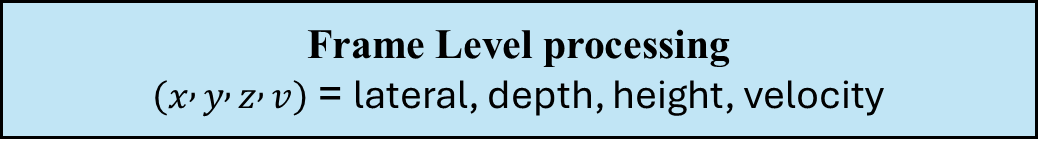 Frame Level processing
(x, y, z, v) = lateral, depth, height, velocity